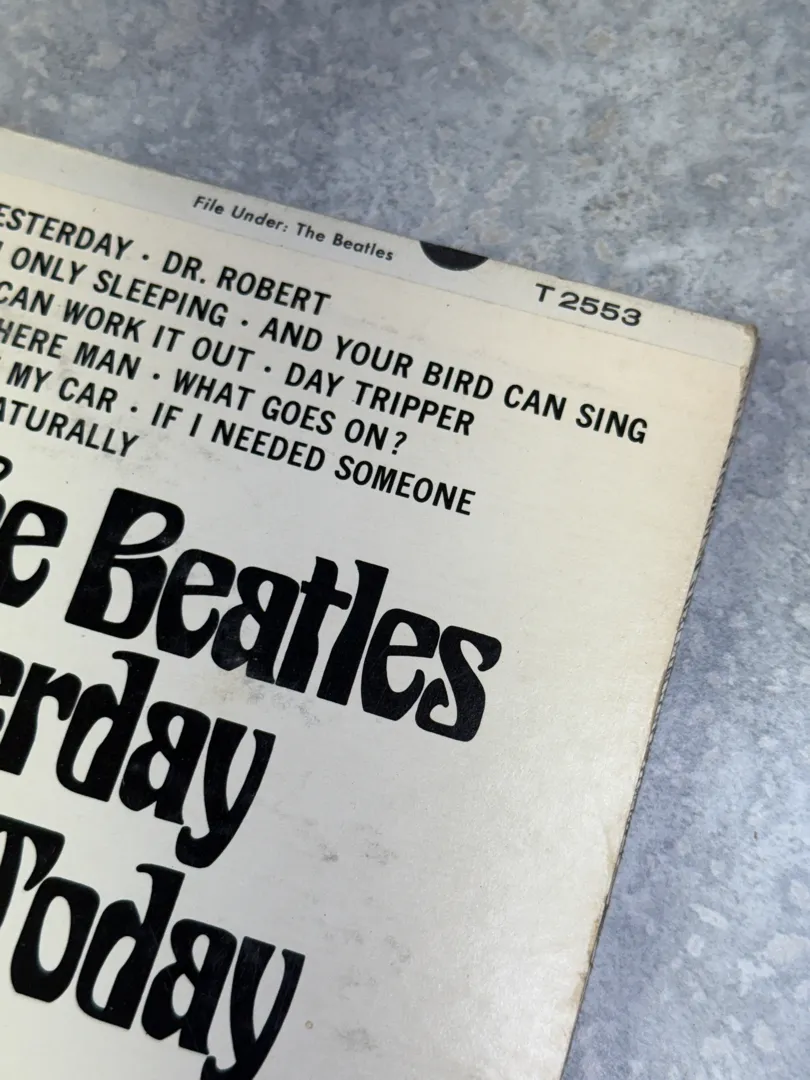 File Under: The Beatles
T 2553
ESTERDAY · DR. ROBERT
ONLY SLEEPING · AND YOUR BIRD CAN SING
CAN WORK IT OUT · DAY TRIPPER
HERE MAN · WHAT GOES ON?
MY CAR · IF I NEEDED SOMEONE
ATURALLY
e Beatles
erday
Today